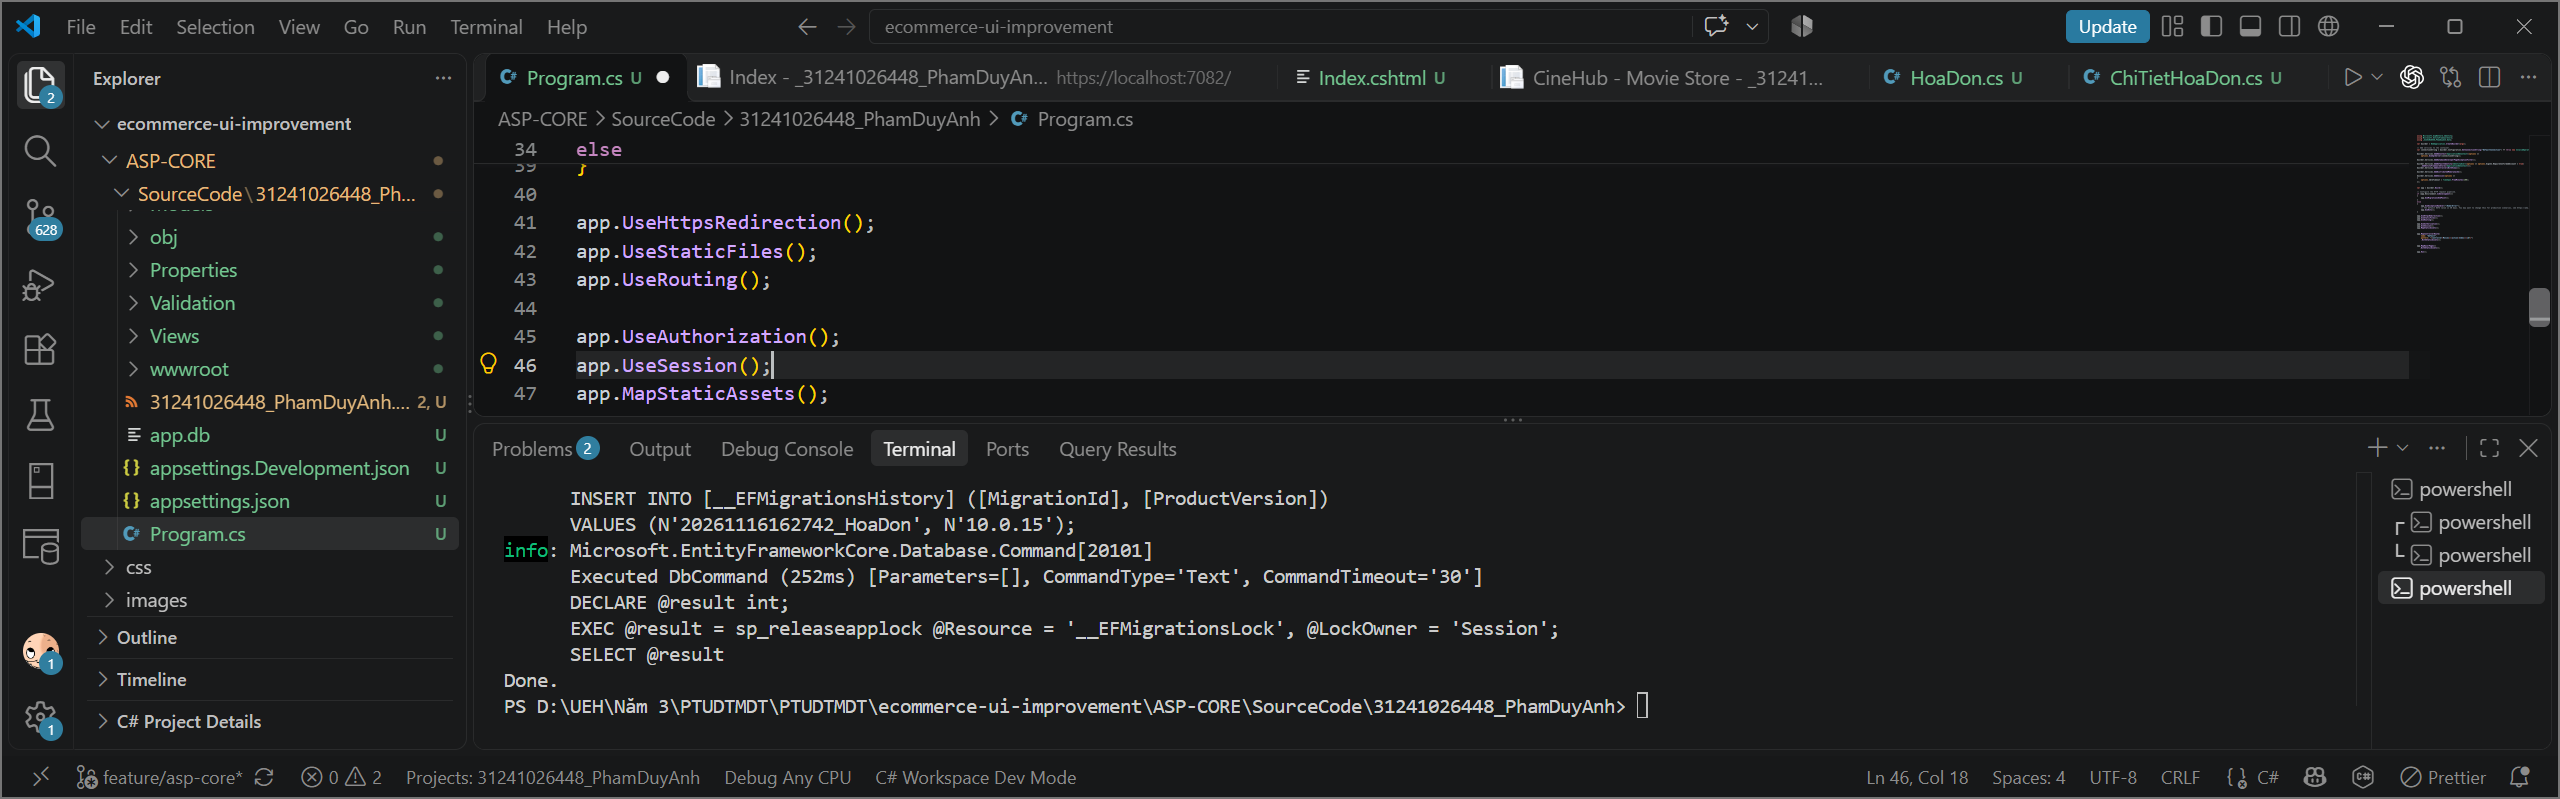 File Edit Selection View Go Run Terminal Help
ecommerce-ui-improvement
Update
Explorer
2
628
1
1
ecommerce-ui-improvement
ASP-CORE
SourceCode\31241026448_Ph...
obj
Properties
Validation
Views
wwwroot
31241026448_PhamDuyAnh.... 2, U
app.db U
appsettings.Development.json U
appsettings.json U
Program.cs U
css
images
Outline
Timeline
C# Project Details
Program.cs U
Index - _31241026448_PhamDuyAn... https://localhost:7082/
Index.cshtml U
CineHub - Movie Store - _31241...
HoaDon.cs U
ChiTietHoaDon.cs U
ASP-CORE > SourceCode > 31241026448_PhamDuyAnh > Program.cs
34 else
39 }
40
41 app.UseHttpsRedirection();
42 app.UseStaticFiles();
43 app.UseRouting();
44
45 app.UseAuthorization();
46 app.UseSession();
47 app.MapStaticAssets();
Problems 2 Output Debug Console Terminal Ports Query Results
INSERT INTO [__EFMigrationsHistory] ([MigrationId], [ProductVersion])
VALUES (N'20261116162742_HoaDon', N'10.0.15');
info: Microsoft.EntityFrameworkCore.Database.Command[20101]
Executed DbCommand (252ms) [Parameters=[], CommandType='Text', CommandTimeout='30']
DECLARE @result int;
EXEC @result = sp_releaseapplock @Resource = '__EFMigrationsLock', @LockOwner = 'Session';
SELECT @result
Done.
PS D:\UEH\Năm 3\PTUDTMDT\PTUDTMDT\ecommerce-ui-improvement\ASP-CORE\SourceCode\31241026448_PhamDuyAnh>
powershell
powershell
powershell
powershell
feature/asp-core* 0 2 Projects: 31241026448_PhamDuyAnh Debug Any CPU C# Workspace Dev Mode
Ln 46, Col 18 Spaces: 4 UTF-8 CRLF C# Prettier